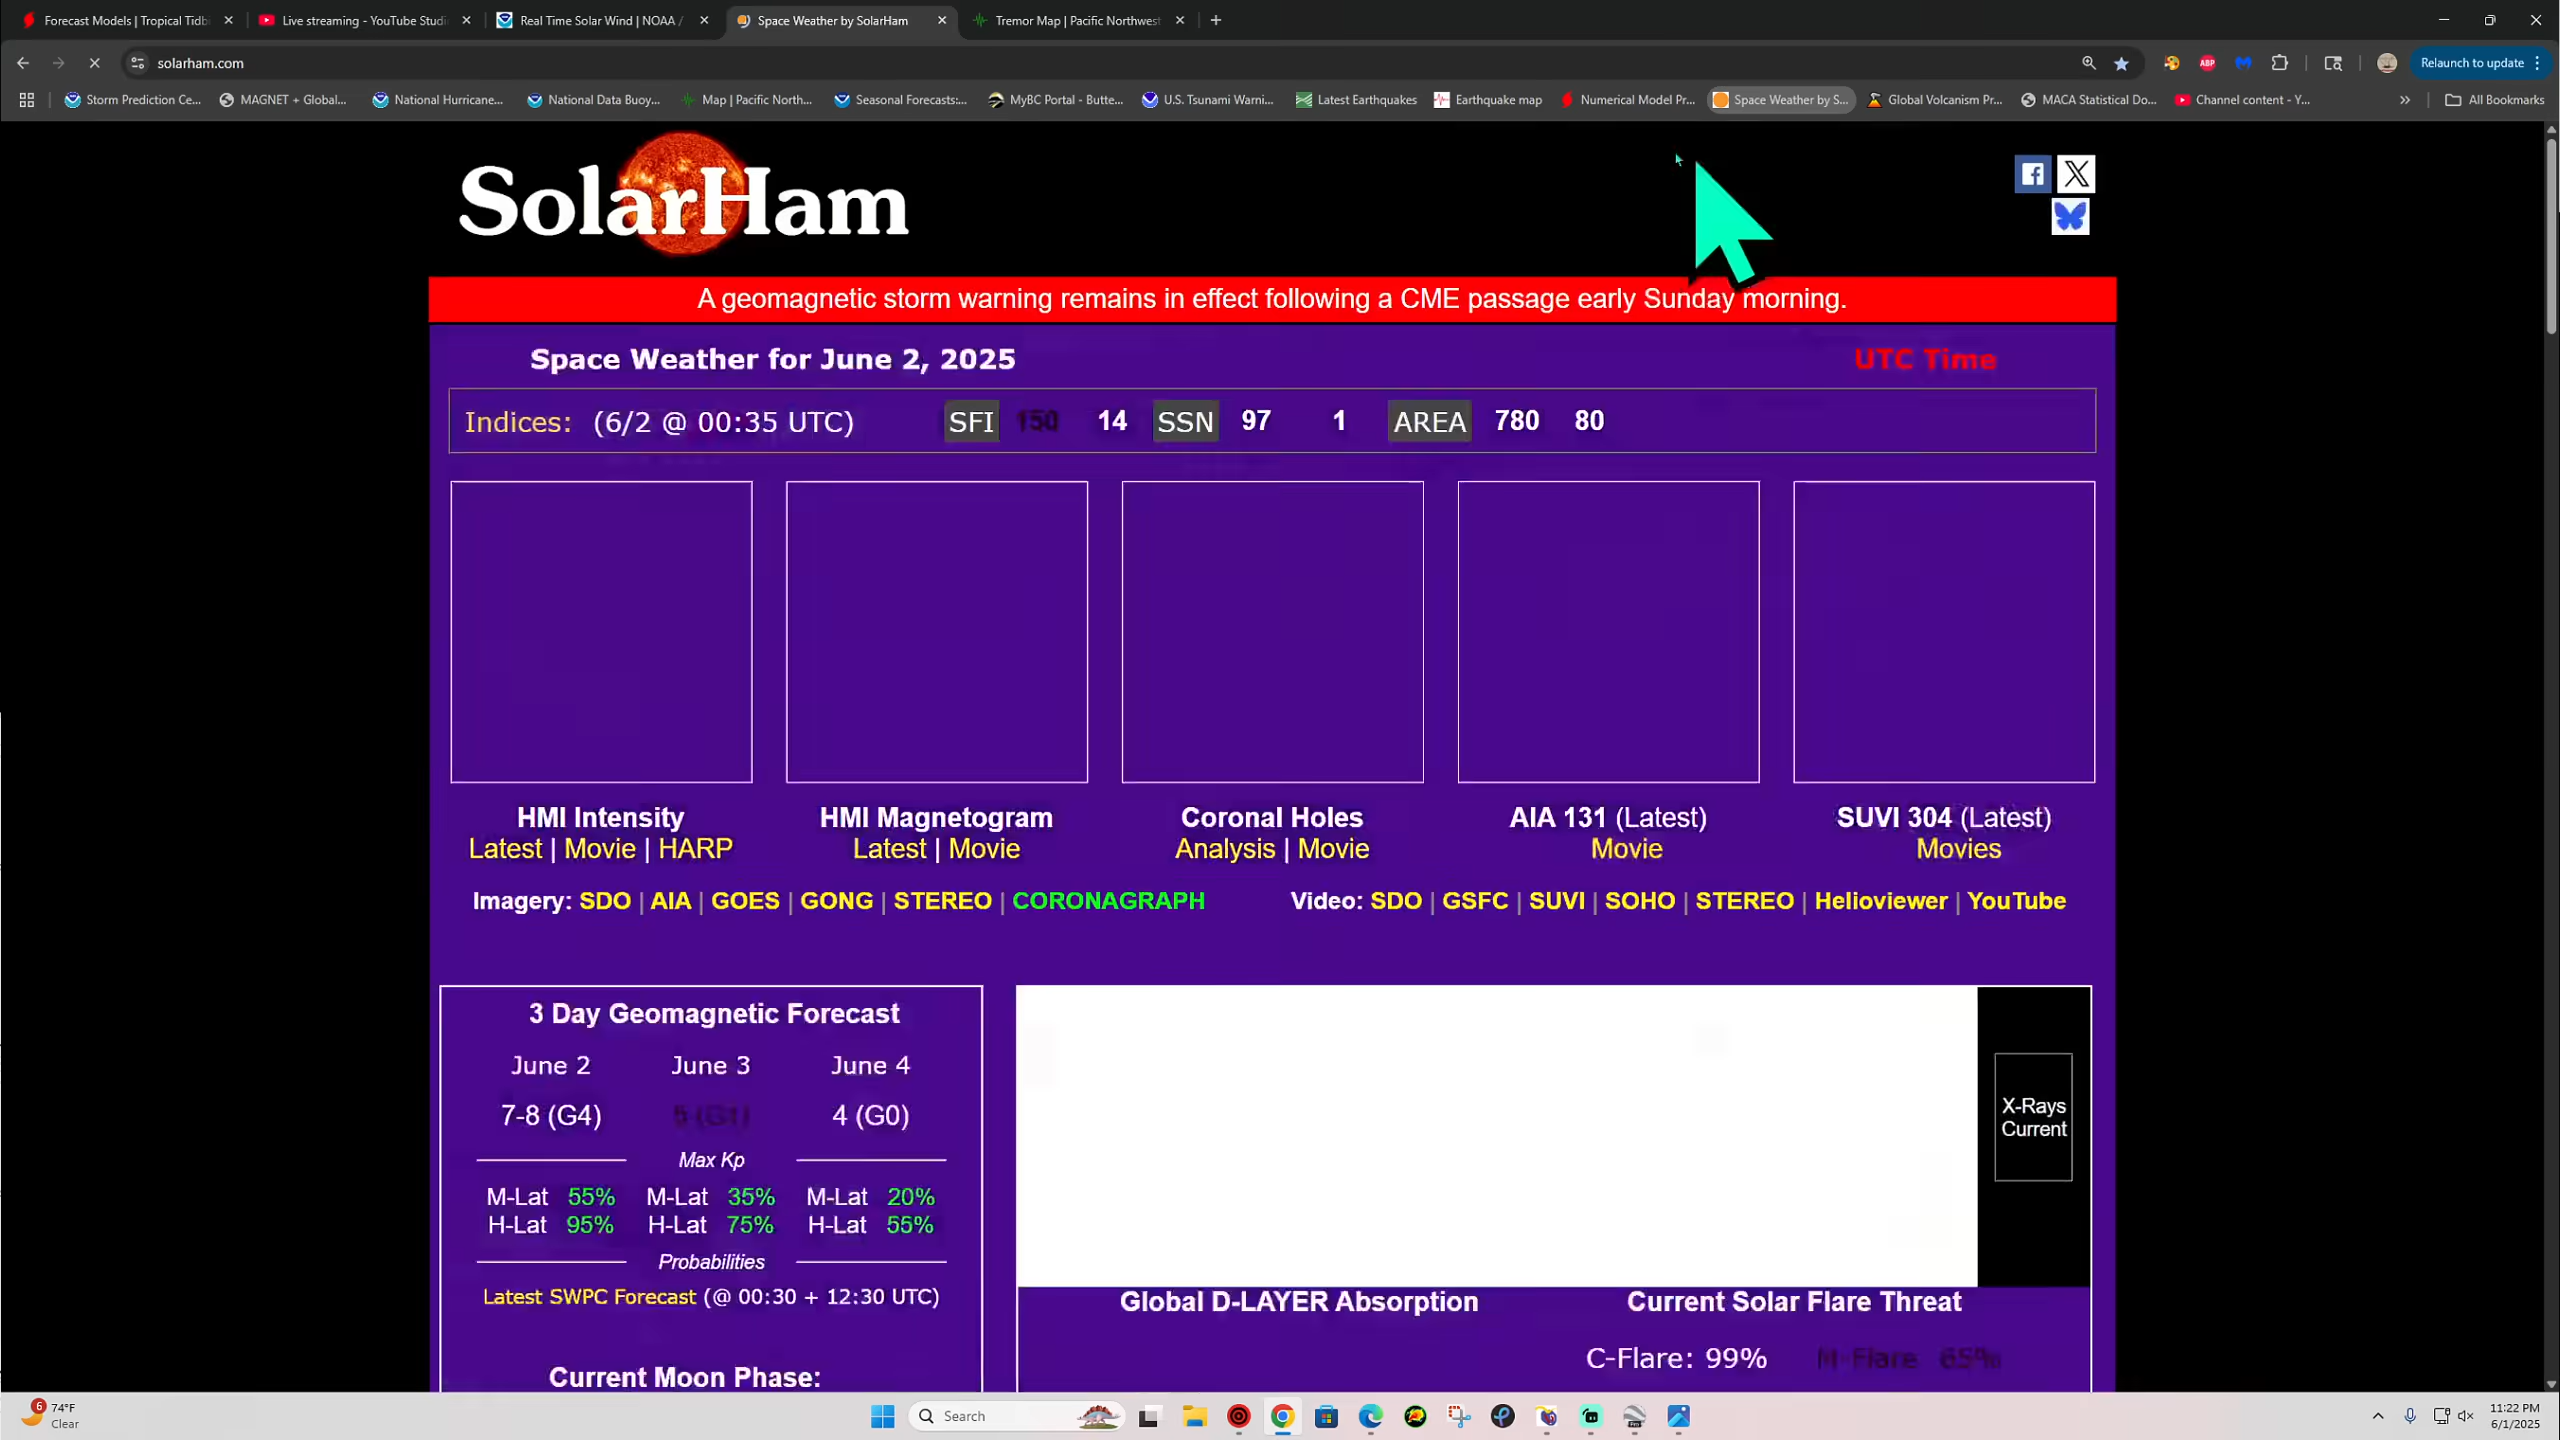 Forecast Models | Tropical Tidb
Live streaming - YouTube Studi
Real Time Solar Wind | NOAA /
Space Weather by SolarHam
Tremor Map | Pacific Northwest
solarham.com
ABP
Relaunch to update
Storm Prediction Ce...
MAGNET + Global...
National Hurricane...
National Data Buoy...
Map | Pacific North...
Seasonal Forecasts:...
MyBC Portal - Butte...
U.S. Tsunami Warni...
Latest Earthquakes
Earthquake map
Numerical Model Pr...
Space Weather by S...
Global Volcanism Pr...
MACA Statistical Do...
Channel content - Y...
All Bookmarks
SolarHam
A geomagnetic storm warning remains in effect following a CME passage early Sunday morning.
Space Weather for June 2, 2025 UTC Time
Indices: (6/2 @ 00:35 UTC) SFI 150 14 SSN 97 1 AREA 780 80
HMI Intensity
Latest | Movie | HARP
HMI Magnetogram
Latest | Movie
Coronal Holes
Analysis | Movie
AIA 131 (Latest)
Movie
SUVI 304 (Latest)
Movies
Imagery: SDO | AIA | GOES | GONG | STEREO | CORONAGRAPH
Video: SDO | GSFC | SUVI | SOHO | STEREO | Helioviewer | YouTube
3 Day Geomagnetic Forecast
June 2 June 3 June 4
7-8 (G4) 5 (G1) 4 (G0)
Max Kp
M-Lat 55% M-Lat 35% M-Lat 20%
H-Lat 95% H-Lat 75% H-Lat 55%
Probabilities
Latest SWPC Forecast (@ 00:30 + 12:30 UTC)
Current Moon Phase:
X-Rays
Current
Global D-LAYER Absorption
Current Solar Flare Threat
C-Flare: 99% M-Flare 65%
6
74°F
Clear
Search
11:22 PM
6/1/2025